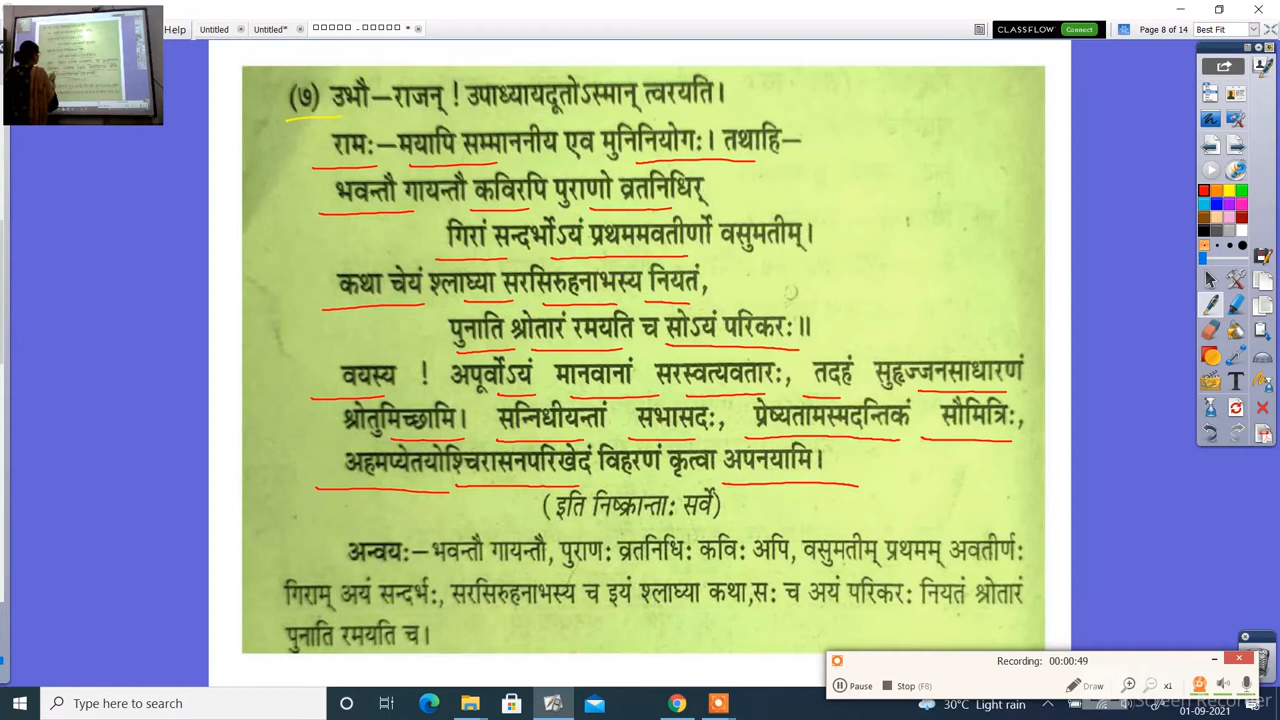 Help Untitled Untitled* CLASSFLOW Connect Page 8 of 14 Best Fit
(७) उभौ–राजन् ! उपाध्यायदूतोऽस्मान् त्वरयति।
रामः–मयापि सम्माननीय एव मुनिनियोगः। तथाहि–
भवन्तौ गायन्तौ कविरपि पुराणो व्रतनिधिर्
गिरां सन्दर्भोऽयं प्रथममवतीर्णो वसुमतीम्।
कथा चेयं श्लाघ्या सरसिरुहनाभस्य नियतं,
पुनाति श्रोतारं रमयति च सोऽयं परिकरः॥
वयस्य ! अपूर्वोऽयं मानवानां सरस्वत्यवतारः, तदहं सुहृज्जनसाधारणं
श्रोतुमिच्छामि। सन्निधीयन्तां सभासदः, प्रेष्यतामस्मदन्तिकं सौमित्रिः,
अहमप्येतयोश्चिरासनपरिखेदं विहरणं कृत्वा अपनयामि।
(इति निष्क्रान्ताः सर्वे)
अन्वयः–भवन्तौ गायन्तौ, पुराणः व्रतनिधिः कविः अपि, वसुमतीम् प्रथमम् अवतीर्णः
गिराम् अयं सन्दर्भः, सरसिरुहनाभस्य च इयं श्लाघ्या कथा,सः च अयं परिकरः नियतं श्रोतारं
पुनाति रमयति च।
Recording: 00:00:49
Pause Stop (F8) Draw x1
Type here to search 30°C Light rain
01-09-2021